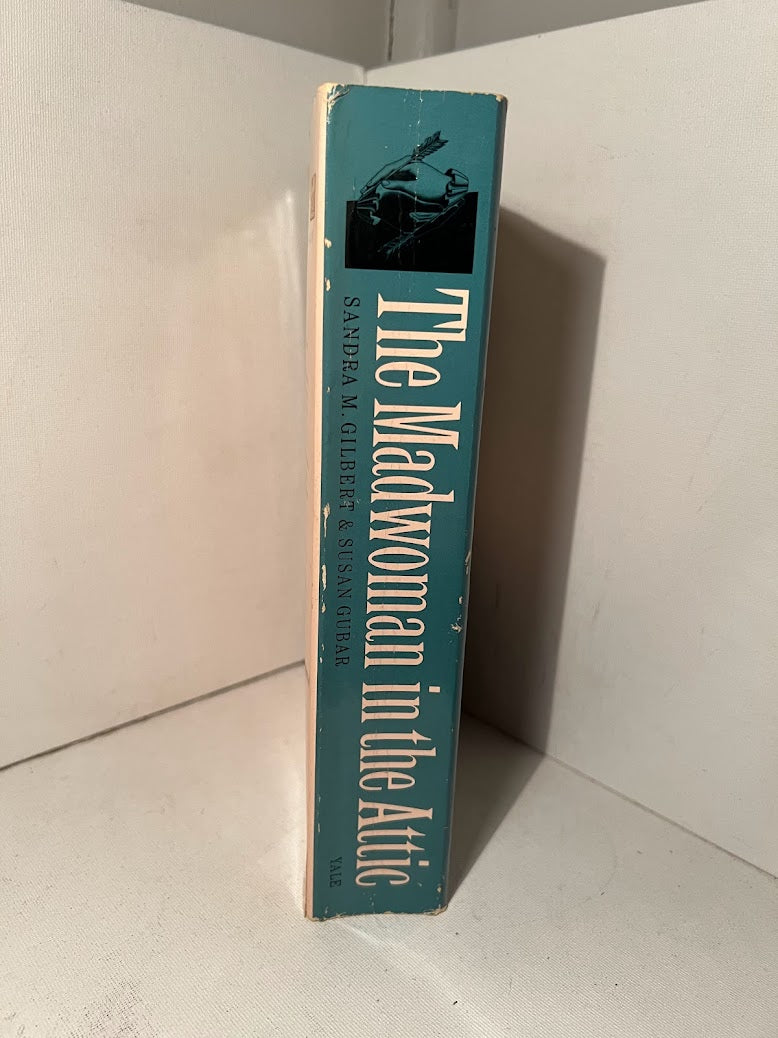 The Madwoman in the Attic
SANDRA M. GILBERT & SUSAN GUBAR
YALE